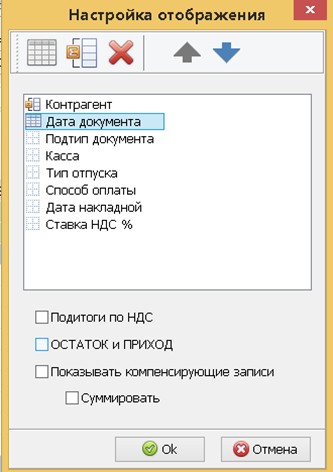 Настройка отображения
Контрагент
Дата документа
Подтип документа
Касса
Тип отпуска
Способ оплаты
Дата накладной
Ставка НДС %
Подитоги по НДС
ОСТАТОК и ПРИХОД
Показывать компенсирующие записи
Суммировать
Ok
Отмена